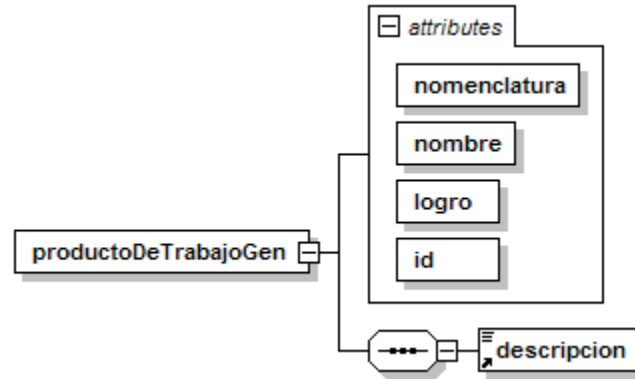 attributes
nomenclatura
nombre
logro
id
productoDeTrabajoGen
descripcion